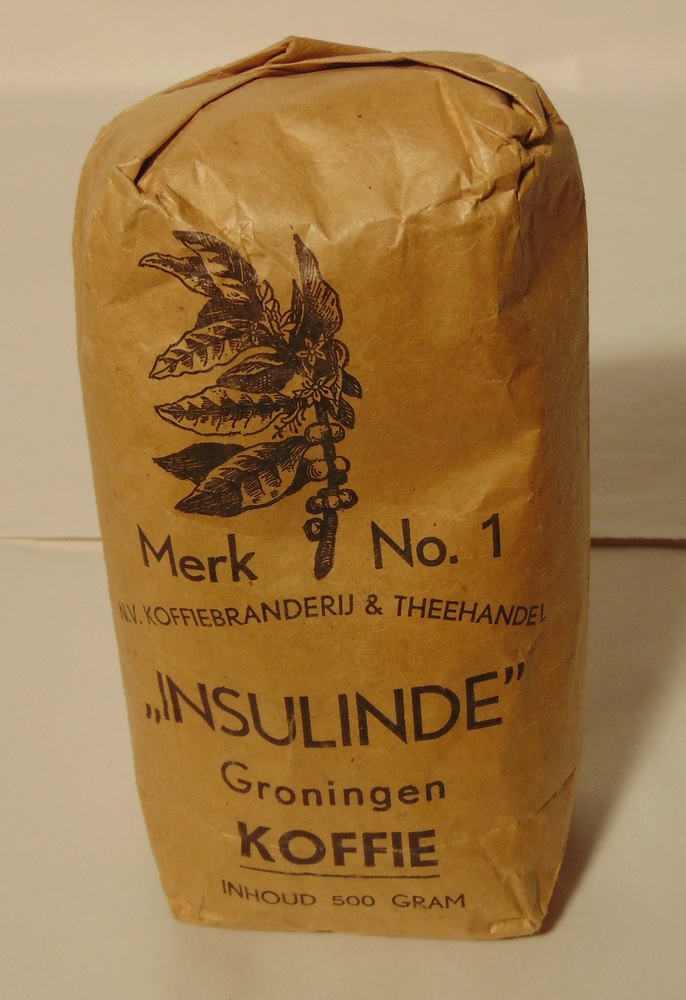 Merk No. 1
N.V. KOFFIEBRANDERIJ & THEEHANDEL
„INSULINDE”
Groningen
KOFFIE
INHOUD 500 GRAM